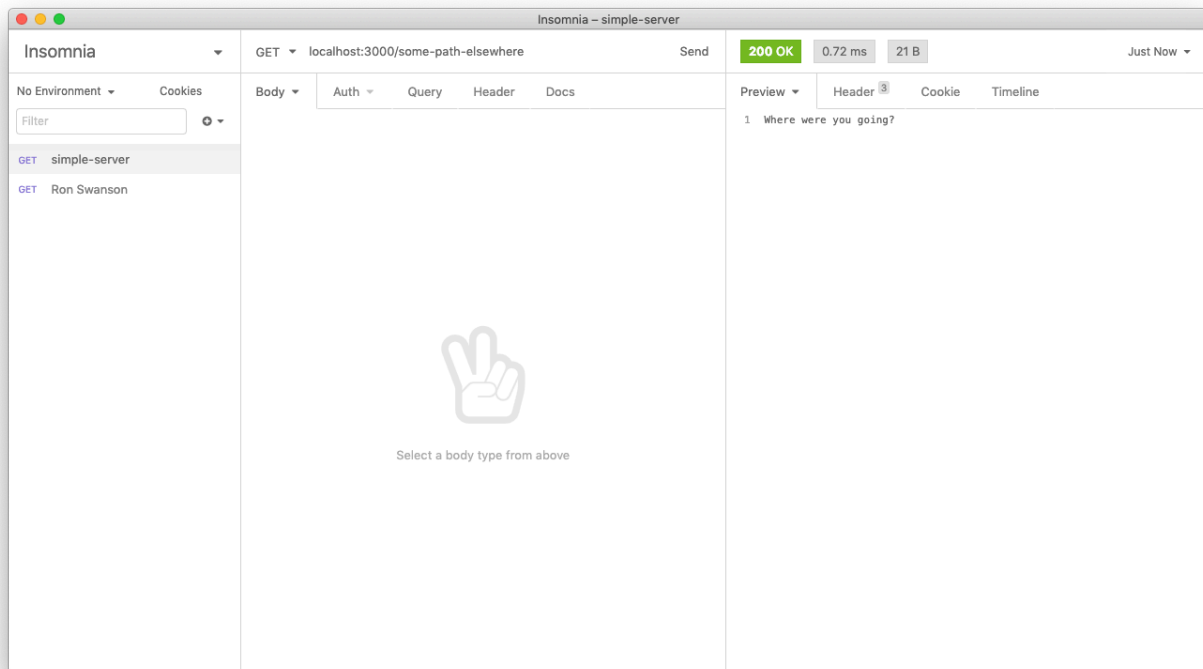 Insomnia – simple-server
Insomnia
GET localhost:3000/some-path-elsewhere Send
200 OK 0.72 ms 21 B Just Now
No Environment Cookies
Body Auth Query Header Docs
Preview Header 3 Cookie Timeline
Filter
1 Where were you going?
GET simple-server
GET Ron Swanson
Select a body type from above